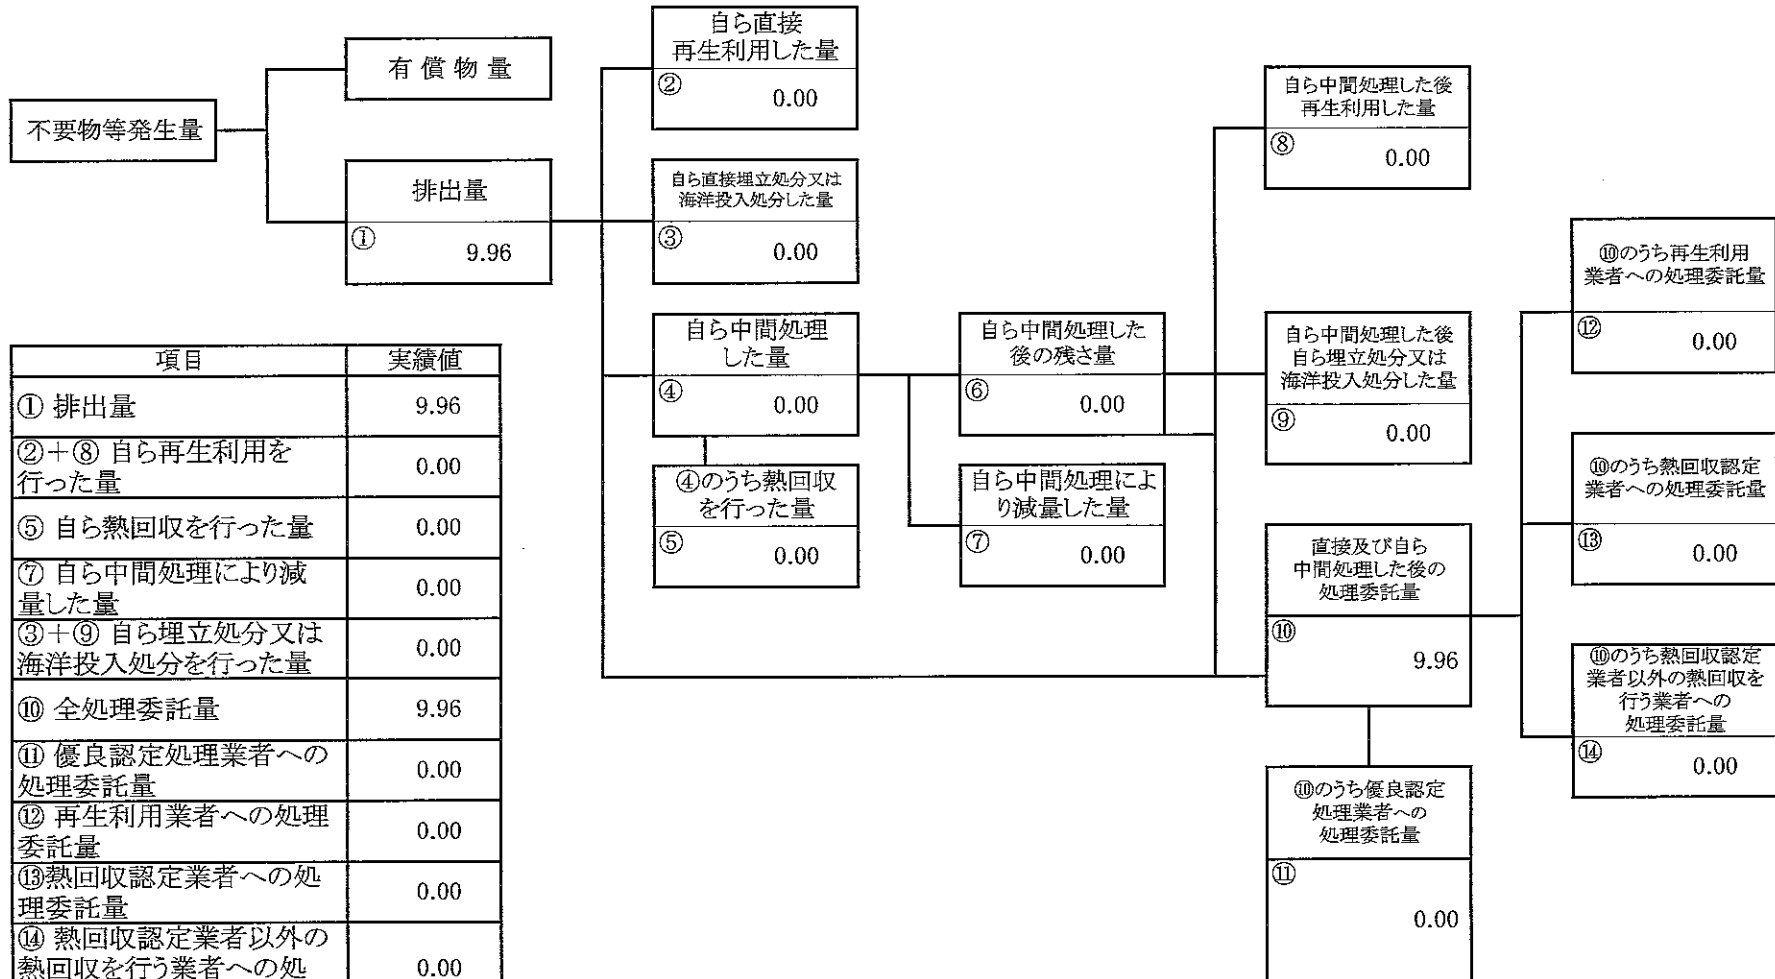 不要物等発生量
有償物量
排出量
①
9.96
自ら直接
再生利用した量
②
0.00
自ら直接埋立処分又は
海洋投入処分した量
③
0.00
自ら中間処理
した量
④
0.00
④のうち熱回収
を行った量
⑤
0.00
自ら中間処理した
後の残さ量
⑥
0.00
自ら中間処理によ
り減量した量
⑦
0.00
自ら中間処理した後
再生利用した量
⑧
0.00
自ら中間処理した後
自ら埋立処分又は
海洋投入処分した量
⑨
0.00
直接及び自ら
中間処理した後の
処理委託量
⑩
9.96
⑩のうち優良認定
処理業者への
処理委託量
⑪
0.00
⑩のうち再生利用
業者への処理委託量
⑫
0.00
⑩のうち熱回収認定
業者への処理委託量
⑬
0.00
⑩のうち熱回収認定
業者以外の熱回収を
行う業者への
処理委託量
⑭
0.00
項目 実績値
① 排出量 9.96
②+⑧ 自ら再生利用を
行った量 0.00
⑤ 自ら熱回収を行った量 0.00
⑦ 自ら中間処理により減
量した量 0.00
③+⑨ 自ら埋立処分又は
海洋投入処分を行った量 0.00
⑩ 全処理委託量 9.96
⑪ 優良認定処理業者への
処理委託量 0.00
⑫ 再生利用業者への処理
委託量 0.00
⑬熱回収認定業者への処
理委託量 0.00
⑭ 熱回収認定業者以外の
熱回収を行う業者への処 0.00